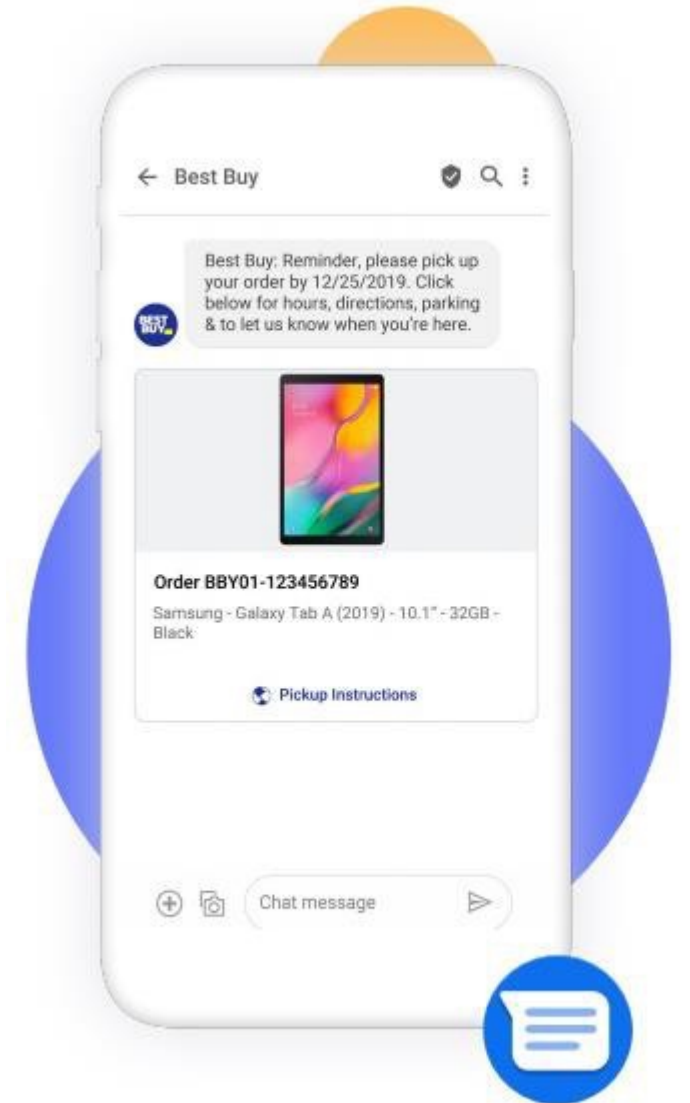 Best Buy
Best Buy: Reminder, please pick up
your order by 12/25/2019. Click
below for hours, directions, parking
& to let us know when you're here.
BEST
BUY
Order BBY01-123456789
Samsung - Galaxy Tab A (2019) - 10.1" - 32GB -
Black
Pickup Instructions
Chat message